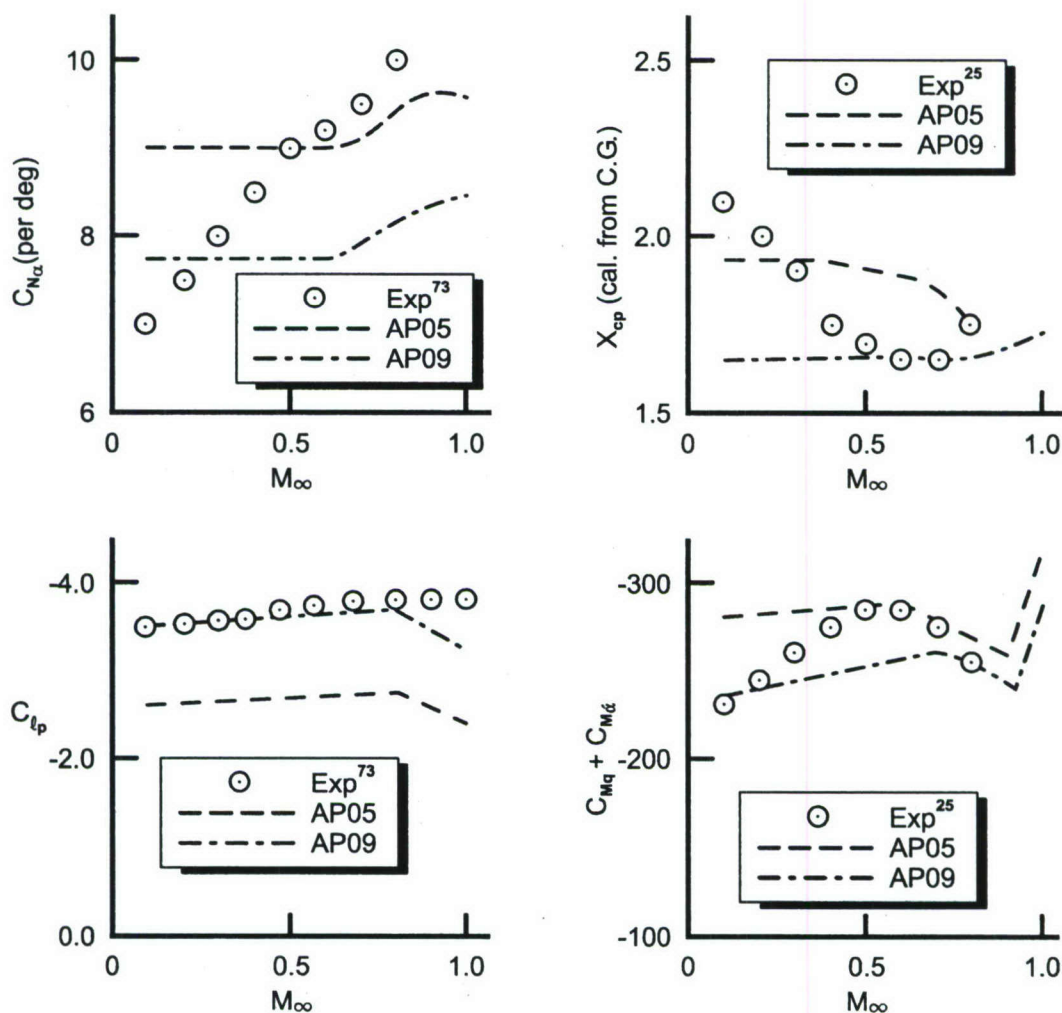 10
8
6
C_Nα (per deg)
Exp^73
AP05
AP09
0
0.5
1.0
M∞
2.5
2.0
1.5
X_cp (cal. from C.G.)
Exp^25
AP05
AP09
0
0.5
1.0
M∞
-4.0
-2.0
0.0
C_ℓp
Exp^73
AP05
AP09
0
0.5
1.0
M∞
-300
-200
-100
C_Mq + C_Mα̇
Exp^25
AP05
AP09
0
0.5
1.0
M∞